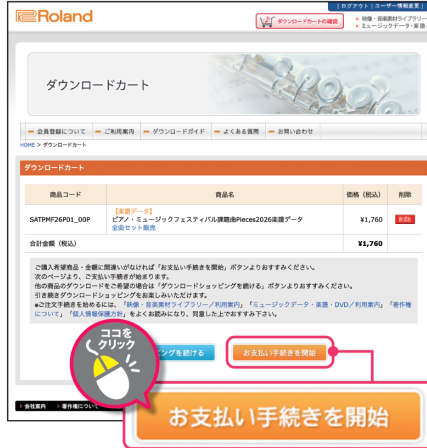 Roland
[ ログアウト | ユーザー情報変更 ]
ダウンロードカートの確認
映像・音楽素材ライブラリー
ミュージックデータ・楽譜・
ダウンロードカート
会員登録について
ご利用案内
ダウンロードガイド
よくある質問
お問い合わせ
HOME > ダウンロードカート
ダウンロードカート
商品コード 商品名 価格（税込） 削除
【楽譜データ】
SATPMF26P01_00P ピアノ・ミュージックフェスティバル課題曲Pieces2026楽譜データ ¥1,760 削除
全曲セット販売
合計金額（税込） ¥1,760
ご購入希望商品・金額に間違いがなければ「お支払い手続きを開始」ボタンよりおすすみください。
次のページより、ご支払い手続きが始まります。
他の商品のダウンロードをご希望の場合は「ダウンロードショッピングを続ける」ボタンよりおすすみください。
引き続きダウンロードショッピングをお楽しみいただけます。
※ご注文手続きを始めるには、「映像・音楽素材ライブラリー／利用案内」「ミュージックデータ・楽譜・DVD／利用案内」「著作権
について」「個人情報保護方針」をよくお読みになり、同意した上でおすすみ下さい。
ココを
クリック
ピングを続ける
お支払い手続きを開始
会社案内
著作権につい
お支払い手続きを開始